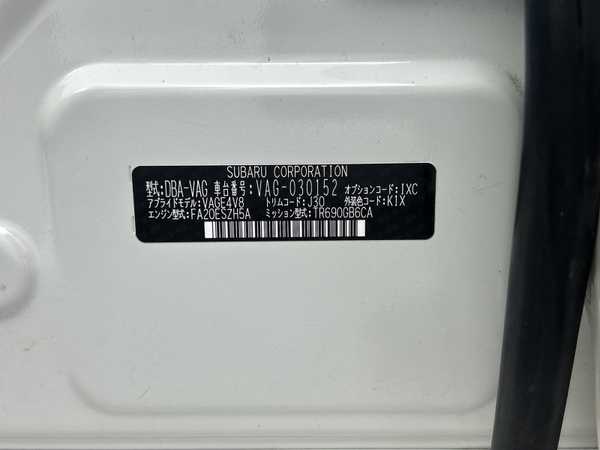 SUBARU CORPORATION
型式:DBA-VAG 車台番号:VAG-030152 オプションコード:IXC
アプライドモデル:VAGE4V8 トリムコード:J30 外装色コード:K1X
エンジン型式:FA20ESZH5A ミッション型式:TR690GB6CA